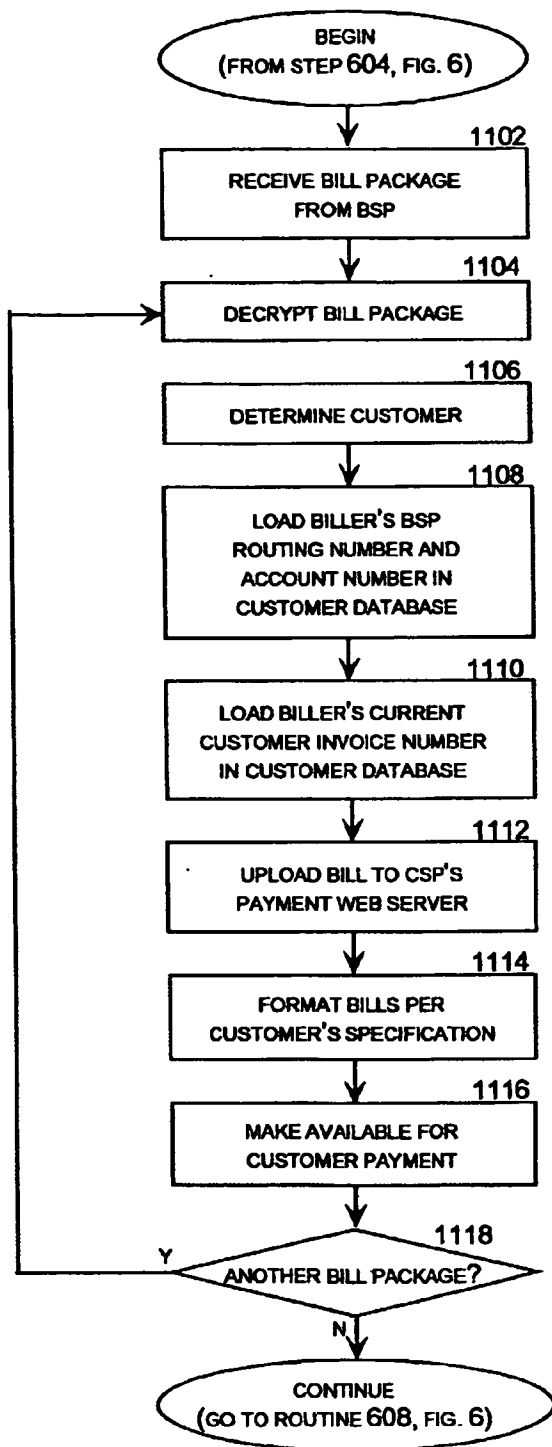 BEGIN
(FROM STEP 604, FIG. 6)
1102
RECEIVE BILL PACKAGE
FROM BSP
1104
DECRYPT BILL PACKAGE
1106
DETERMINE CUSTOMER
1108
LOAD BILLER'S BSP
ROUTING NUMBER AND
ACCOUNT NUMBER IN
CUSTOMER DATABASE
1110
LOAD BILLER'S CURRENT
CUSTOMER INVOICE NUMBER
IN CUSTOMER DATABASE
1112
UPLOAD BILL TO CSP'S
PAYMENT WEB SERVER
1114
FORMAT BILLS PER
CUSTOMER'S SPECIFICATION
1116
MAKE AVAILABLE FOR
CUSTOMER PAYMENT
1118
Y
ANOTHER BILL PACKAGE?
N
CONTINUE
(GO TO ROUTINE 608, FIG. 6)